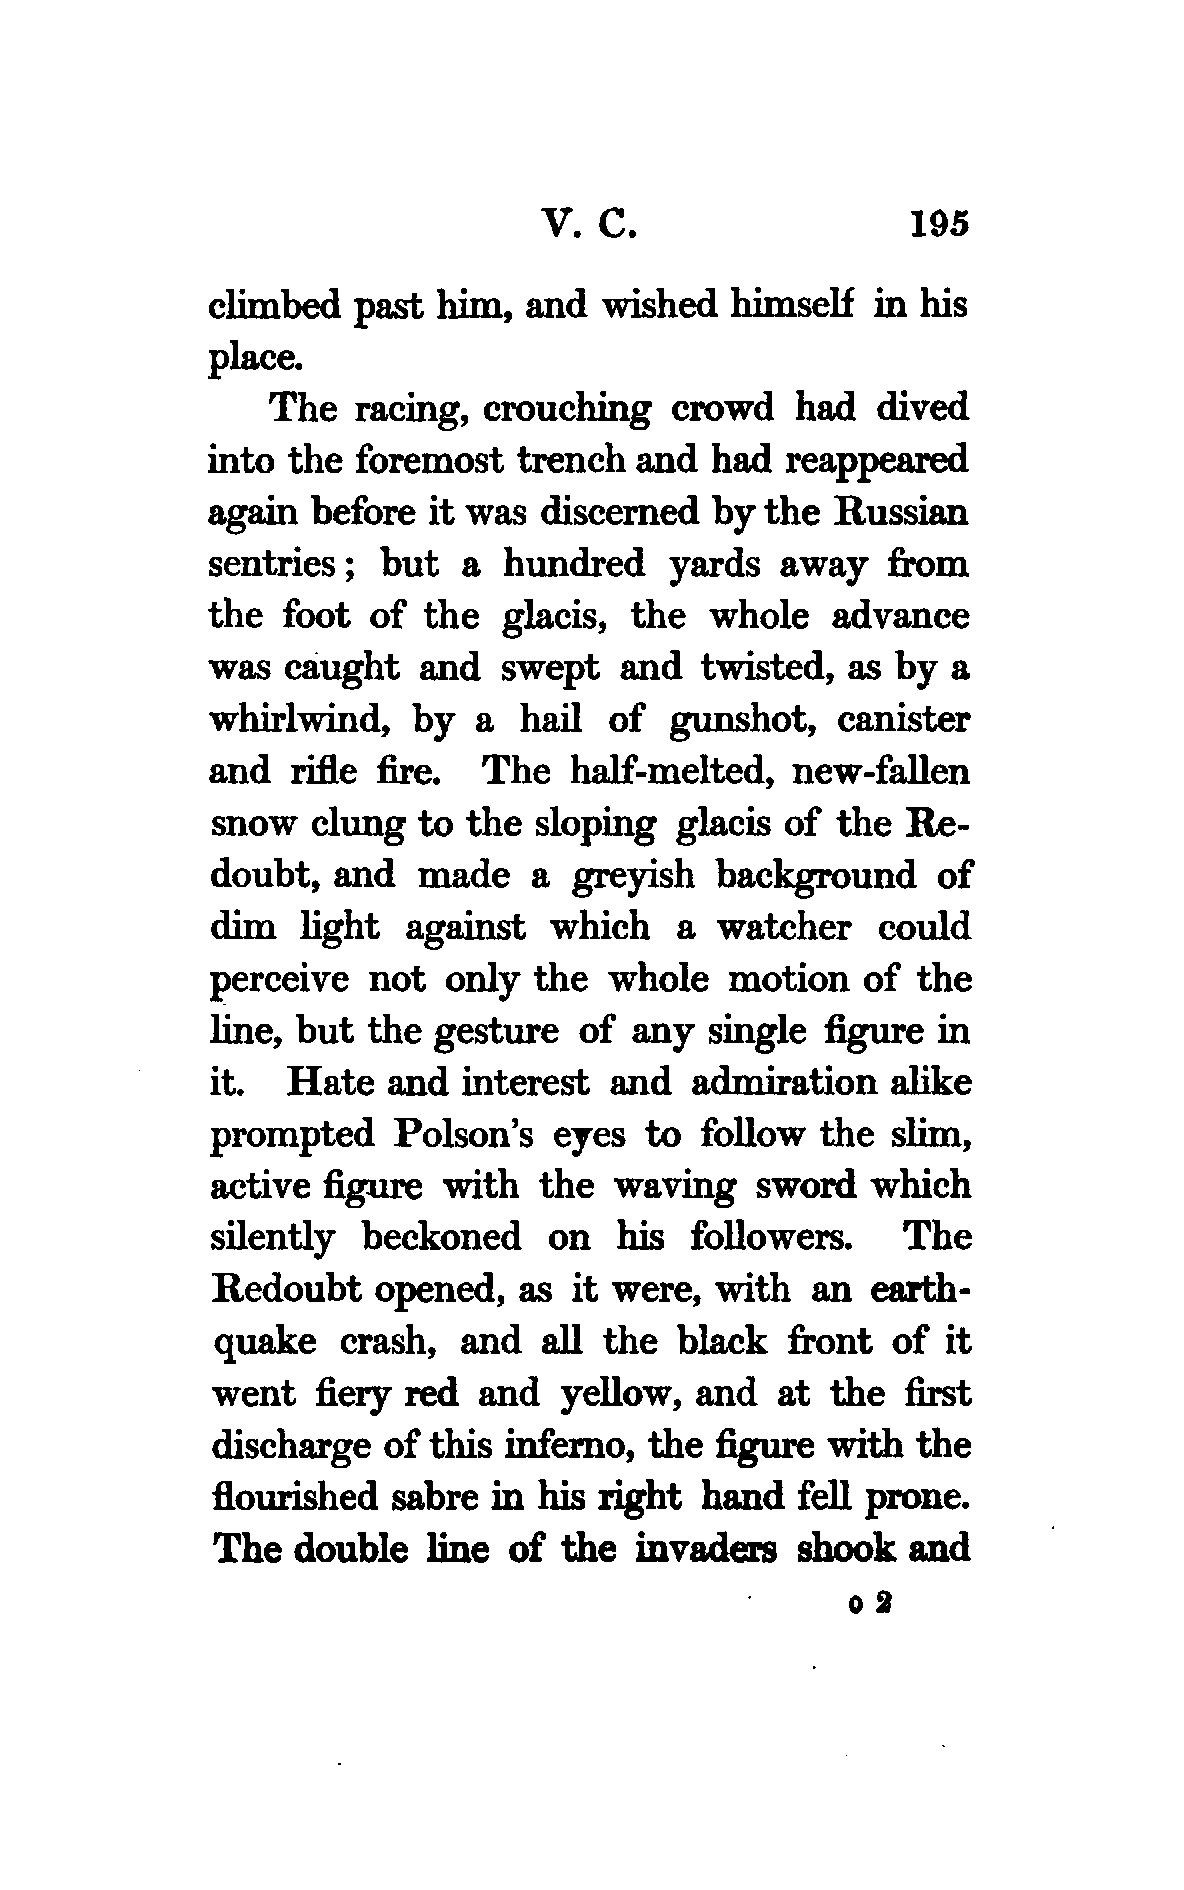 V. C. 195
climbed past him, and wished himself in his
place.
The racing, crouching crowd had dived
into the foremost trench and had reappeared
again before it was discerned by the Russian
sentries; but a hundred yards away from
the foot of the glacis, the whole advance
was caught and swept and twisted, as by a
whirlwind, by a hail of gunshot, canister
and rifle fire. The half-melted, new-fallen
snow clung to the sloping glacis of the Re-
doubt, and made a greyish background of
dim light against which a watcher could
perceive not only the whole motion of the
line, but the gesture of any single figure in
it. Hate and interest and admiration alike
prompted Polson's eyes to follow the slim,
active figure with the waving sword which
silently beckoned on his followers. The
Redoubt opened, as it were, with an earth-
quake crash, and all the black front of it
went fiery red and yellow, and at the first
discharge of this inferno, the figure with the
flourished sabre in his right hand fell prone.
The double line of the invaders shook and
o 2